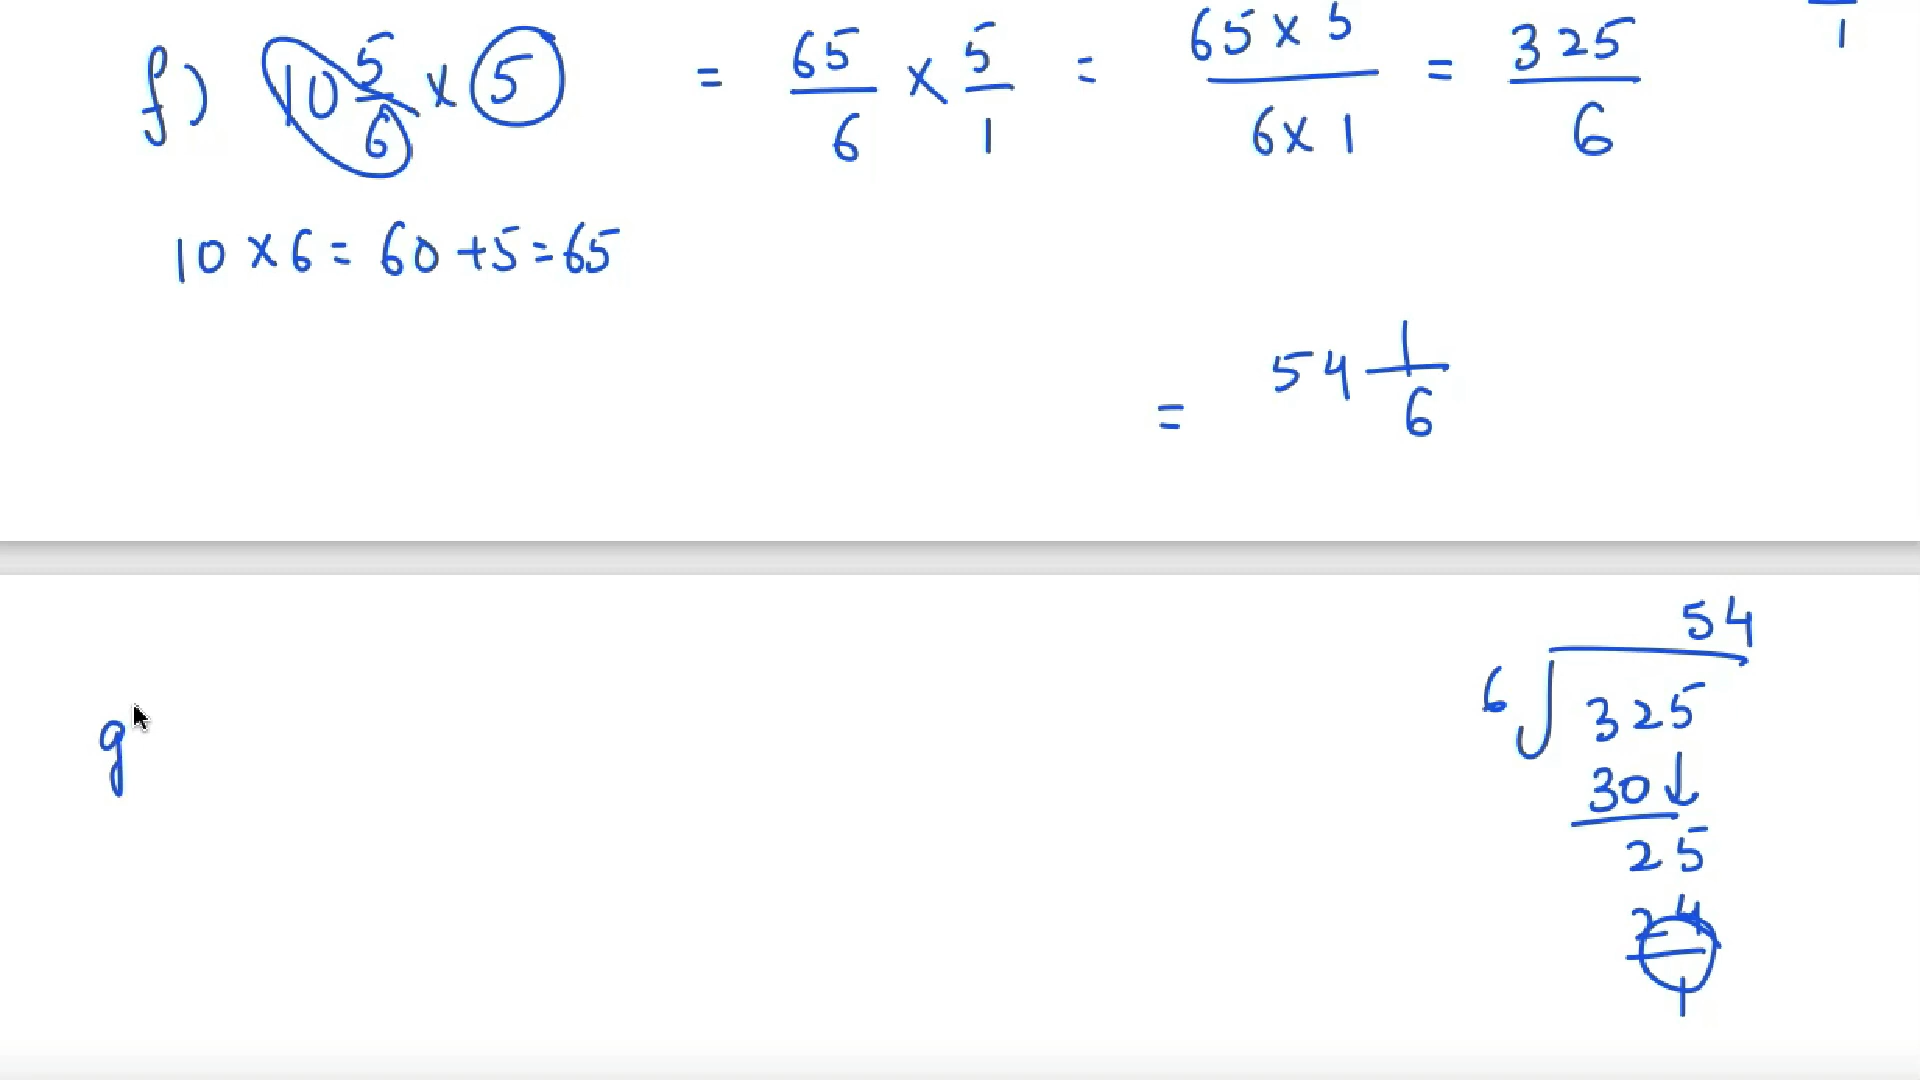 f) 10 5/6 × 5 = 65/6 × 5/1 = 65 × 5/6 × 1 = 325/6
1
10 × 6 = 60 + 5 = 65
= 54 1/6
g
54
6 325
30↓
25
24
1